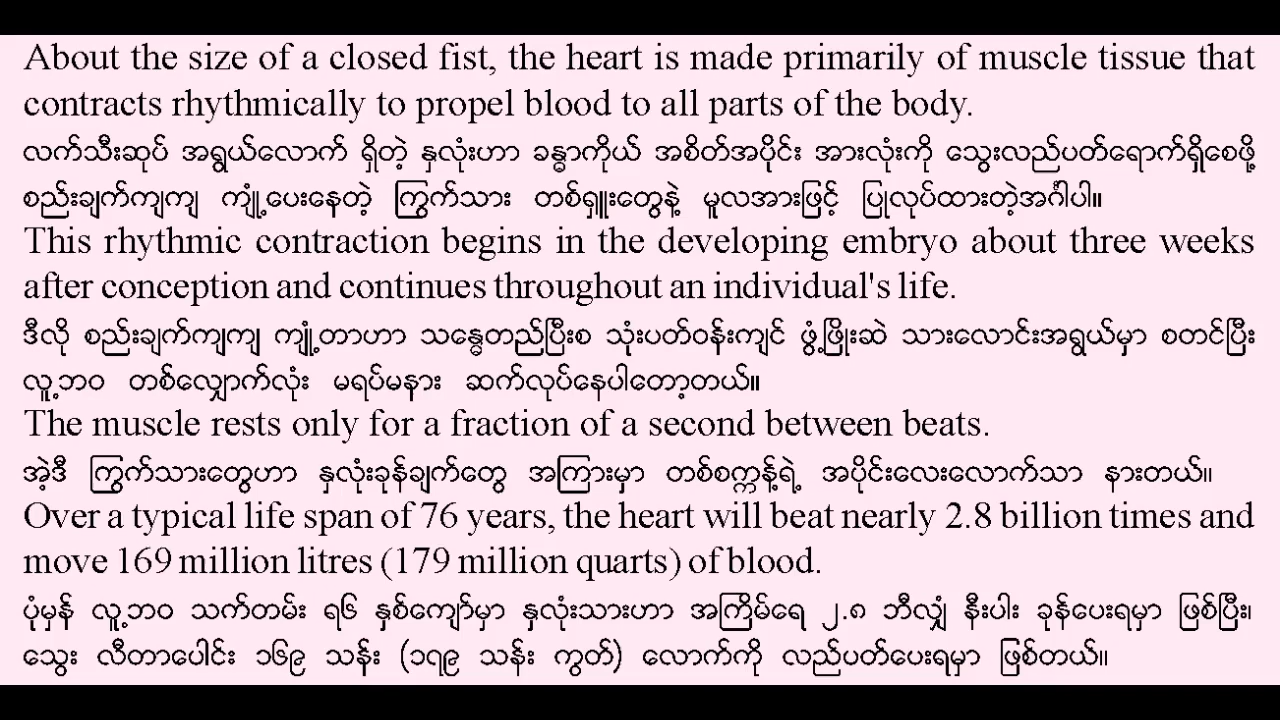 About the size of a closed fist, the heart is made primarily of muscle tissue that
contracts rhythmically to propel blood to all parts of the body.
လက်သီးဆုပ် အရွယ်လောက် ရှိတဲ့ နှလုံးဟာ ခန္ဓာကိုယ် အစိတ်အပိုင်း အားလုံးကို သွေးလည်ပတ်ရောက်ရှိစေဖို့
စည်းချက်ကျကျ ကျုံ့ပေးနေတဲ့ ကြွက်သား တစ်ရှူးတွေနဲ့ မူလအားဖြင့် ပြုလုပ်ထားတဲ့အင်္ဂါပါ။
This rhythmic contraction begins in the developing embryo about three weeks
after conception and continues throughout an individual's life.
ဒီလို စည်းချက်ကျကျ ကျုံ့တာဟာ သန္ဓေတည်ပြီးစ သုံးပတ်ဝန်းကျင် ဖွံ့ဖြိုးဆဲ သားလောင်းအရွယ်မှာ စတင်ပြီး
လူ့ဘဝ တစ်လျှောက်လုံး မရပ်မနား ဆက်လုပ်နေပါတော့တယ်။
The muscle rests only for a fraction of a second between beats.
အဲ့ဒီ ကြွက်သားတွေဟာ နှလုံးခုန်ချက်တွေ အကြားမှာ တစ်စက္ကန့်ရဲ့ အပိုင်းလေးလောက်သာ နားတယ်။
Over a typical life span of 76 years, the heart will beat nearly 2.8 billion times and
move 169 million litres (179 million quarts) of blood.
ပုံမှန် လူ့ဘဝ သက်တမ်း ၇၆ နှစ်ကျော်မှာ နှလုံးသားဟာ အကြိမ်ရေ ၂.၈ ဘီလျှံ နီးပါး ခုန်ပေးရမှာ ဖြစ်ပြီး၊
သွေး လီတာပေါင်း ၁၆၉ သန်း (၁၇၉ သန်း ကွတ်) လောက်ကို လည်ပတ်ပေးရမှာ ဖြစ်တယ်။